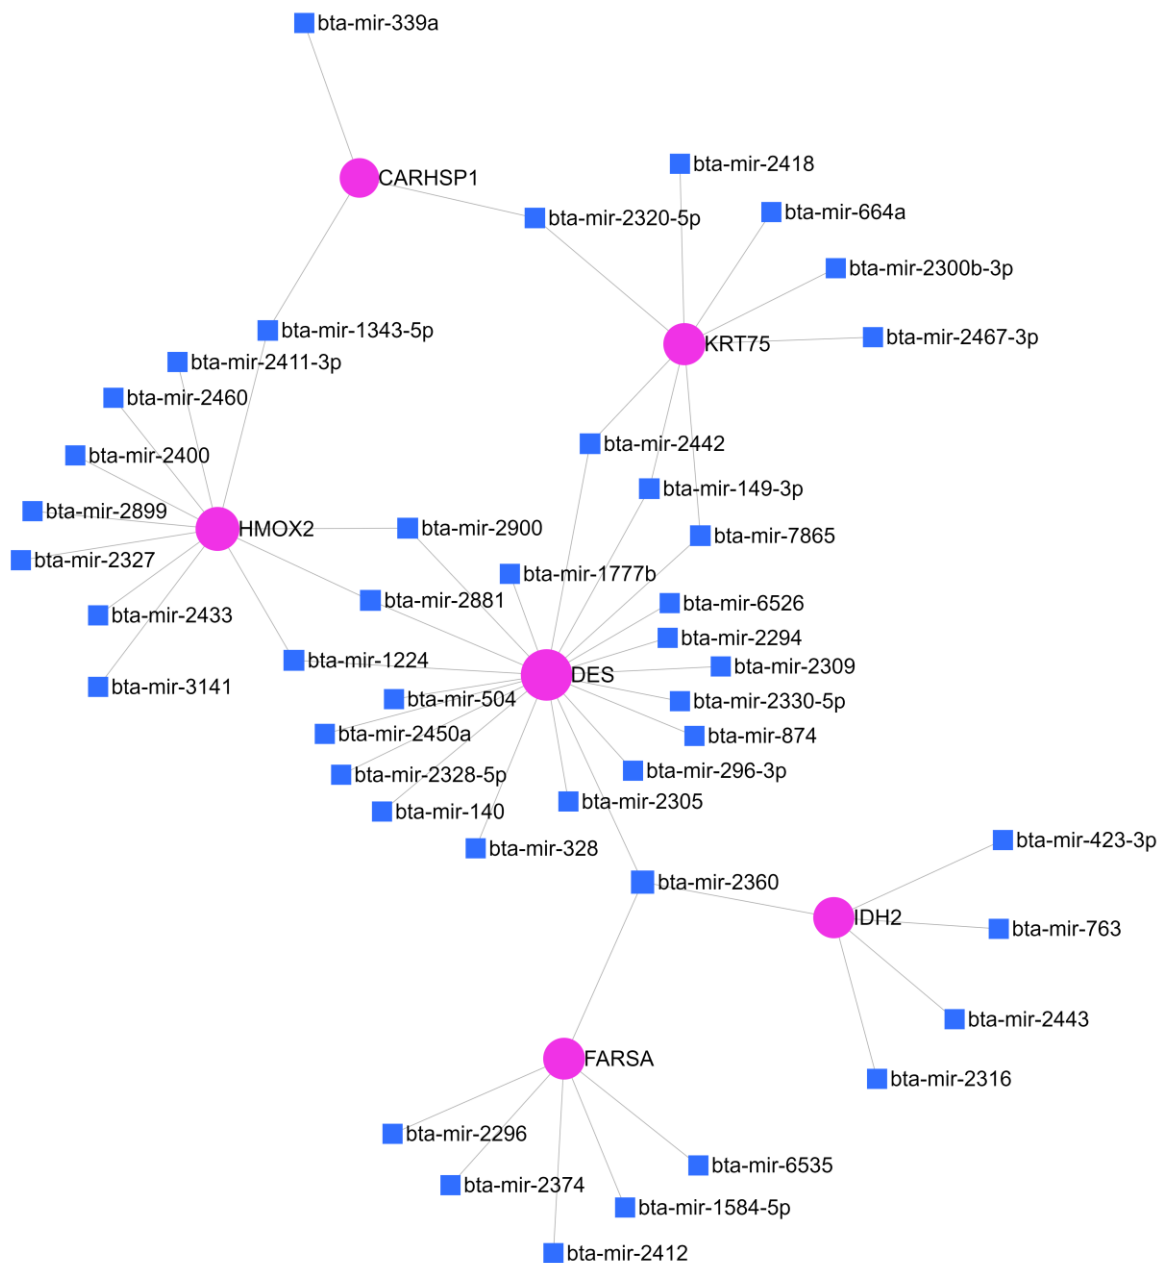 bta-mir-339a
bta-mir-2418
CARHSP1
bta-mir-664a
bta-mir-2320-5p
bta-mir-2300b-3p
bta-mir-1343-5p
bta-mir-2467-3p
KRT75
bta-mir-2411-3p
bta-mir-2460
bta-mir-2442
bta-mir-2400
bta-mir-149-3p
bta-mir-2899
HMOX2
bta-mir-2900
bta-mir-7865
bta-mir-2327
bta-mir-1777b
bta-mir-2881
bta-mir-6526
bta-mir-2433
bta-mir-2294
bta-mir-1224
bta-mir-2309
DES
bta-mir-3141
bta-mir-504
bta-mir-2330-5p
bta-mir-2450a
bta-mir-874
bta-mir-296-3p
bta-mir-2328-5p
bta-mir-2305
bta-mir-140
bta-mir-423-3p
bta-mir-328
bta-mir-2360
IDH2
bta-mir-763
bta-mir-2443
FARSA
bta-mir-2316
bta-mir-2296
bta-mir-6535
bta-mir-2374
bta-mir-1584-5p
bta-mir-2412